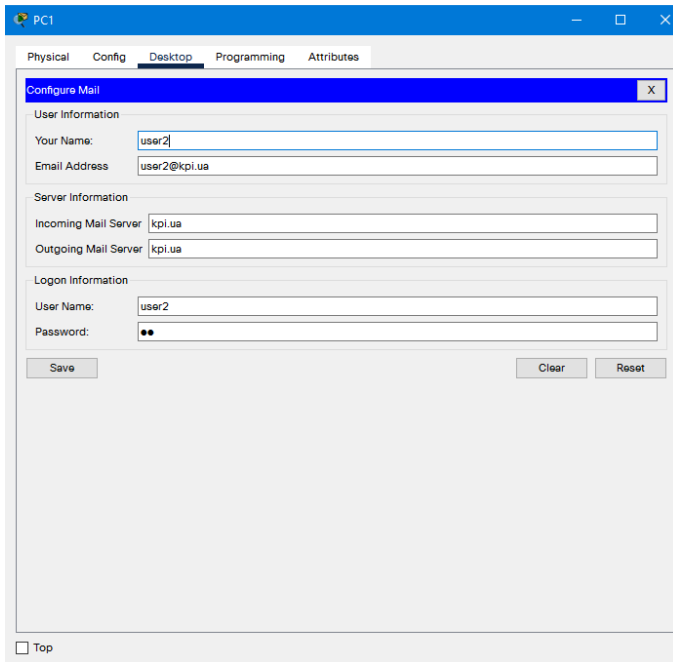 PC1
Physical Config Desktop Programming Attributes
Configure Mail X
User Information
Your Name: user2
Email Address user2@kpi.ua
Server Information
Incoming Mail Server kpi.ua
Outgoing Mail Server kpi.ua
Logon Information
User Name: user2
Password: ●●
Save Clear Reset
Top